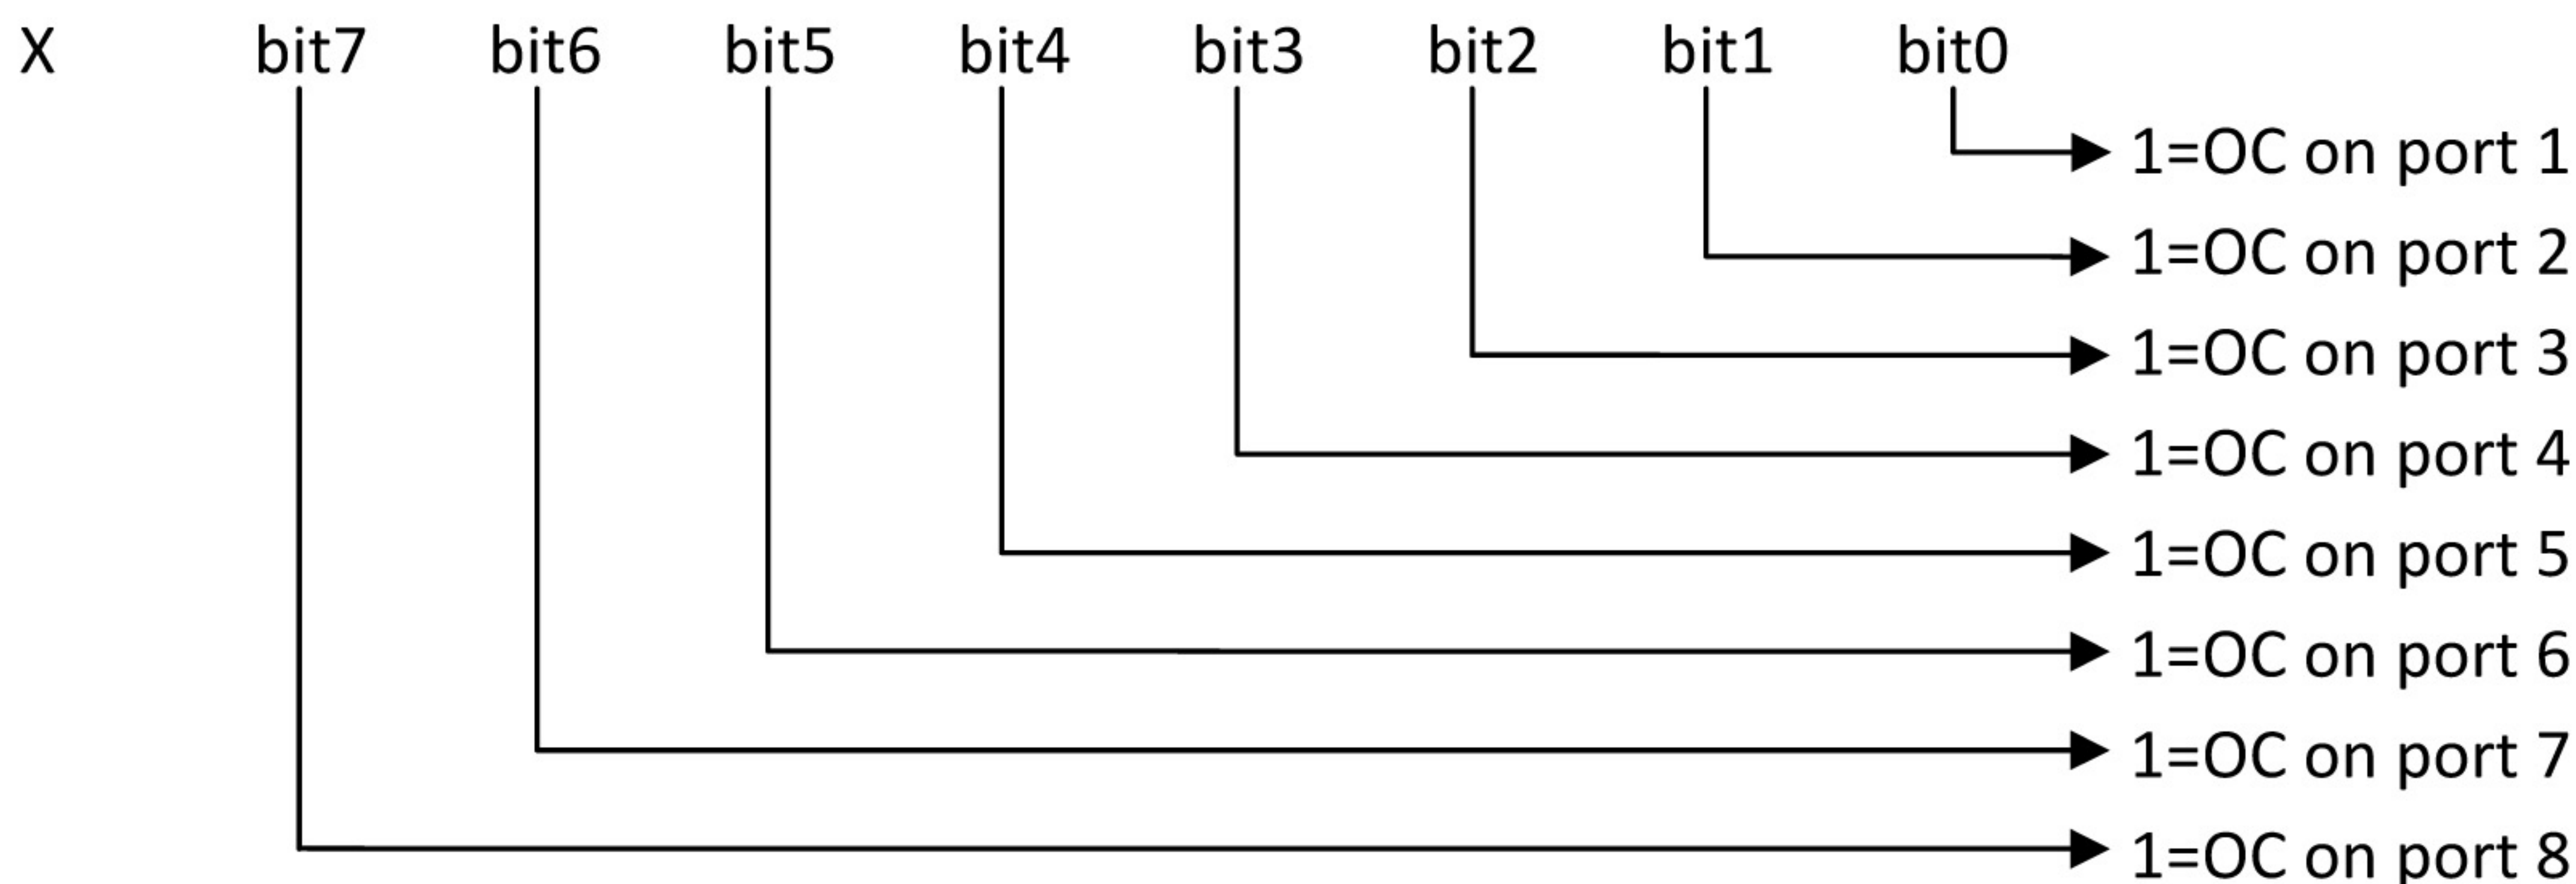 X bit7 bit6 bit5 bit4 bit3 bit2 bit1 bit0
1=OC on port 1
1=OC on port 2
1=OC on port 3
1=OC on port 4
1=OC on port 5
1=OC on port 6
1=OC on port 7
1=OC on port 8